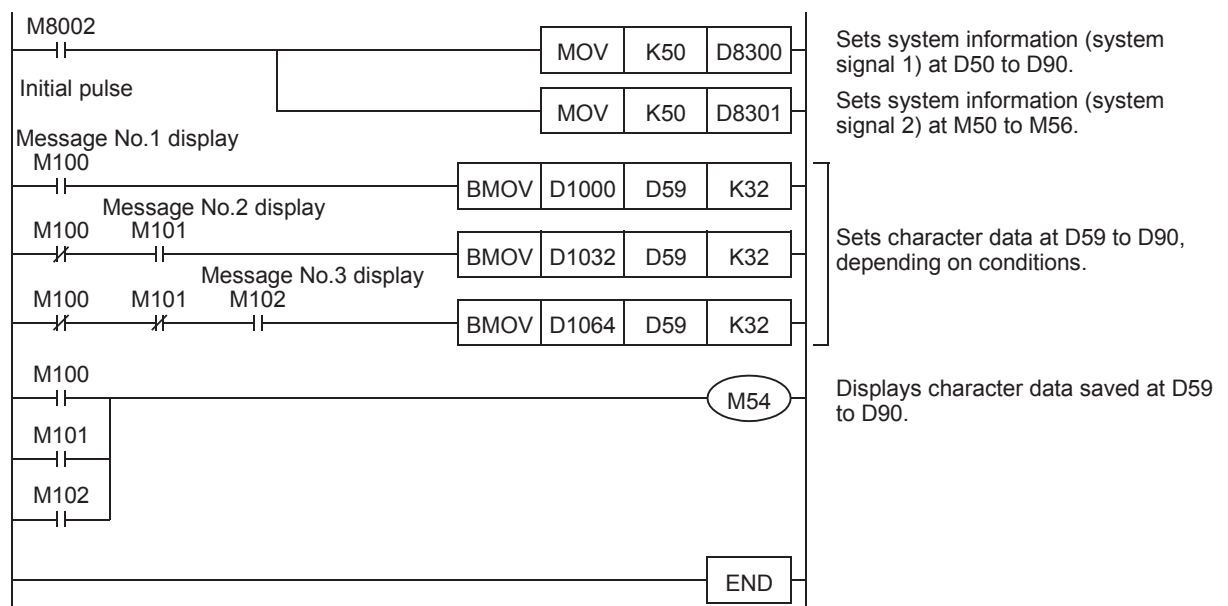 M8002
MOV K50 D8300
Sets system information (system
signal 1) at D50 to D90.
Initial pulse
MOV K50 D8301
Sets system information (system
signal 2) at M50 to M56.
Message No.1 display
M100
BMOV D1000 D59 K32
Message No.2 display
M100 M101
BMOV D1032 D59 K32
Sets character data at D59 to D90,
depending on conditions.
Message No.3 display
M100 M101 M102
BMOV D1064 D59 K32
M100
M54
Displays character data saved at D59
to D90.
M101
M102
END